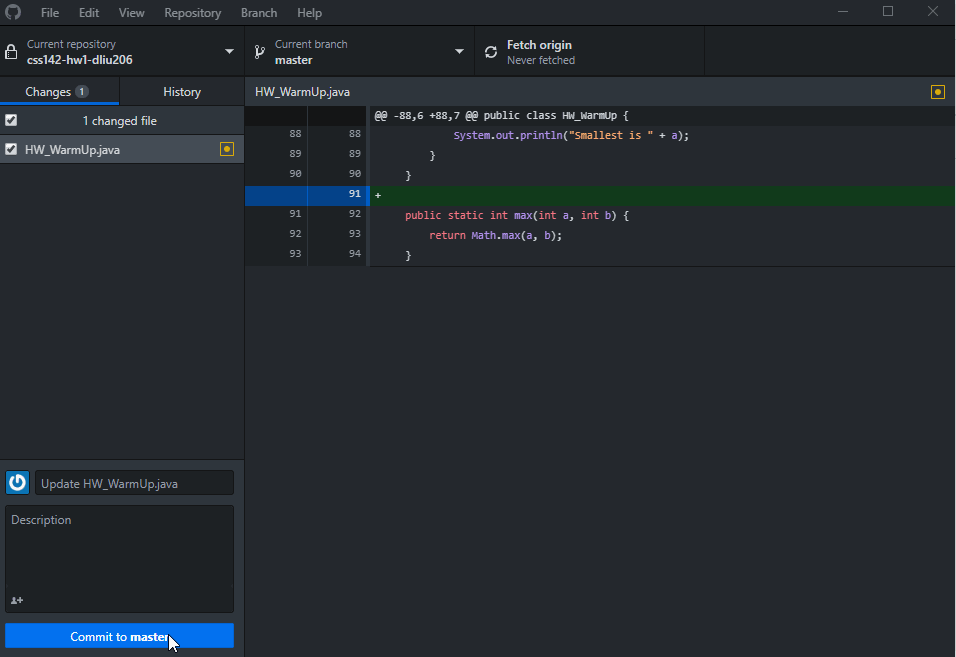 File Edit View Repository Branch Help
Current repository
css142-hw1-dliu206
Current branch
master
Fetch origin
Never fetched
Changes 1 History
HW_WarmUp.java
1 changed file
HW_WarmUp.java
@@ -88,6 +88,7 @@ public class HW_WarmUp {
88 88 System.out.println("Smallest is " + a);
89 89 }
90 90 }
91 +
91 92 public static int max(int a, int b) {
92 93 return Math.max(a, b);
93 94 }
Update HW_WarmUp.java
Description
Commit to master